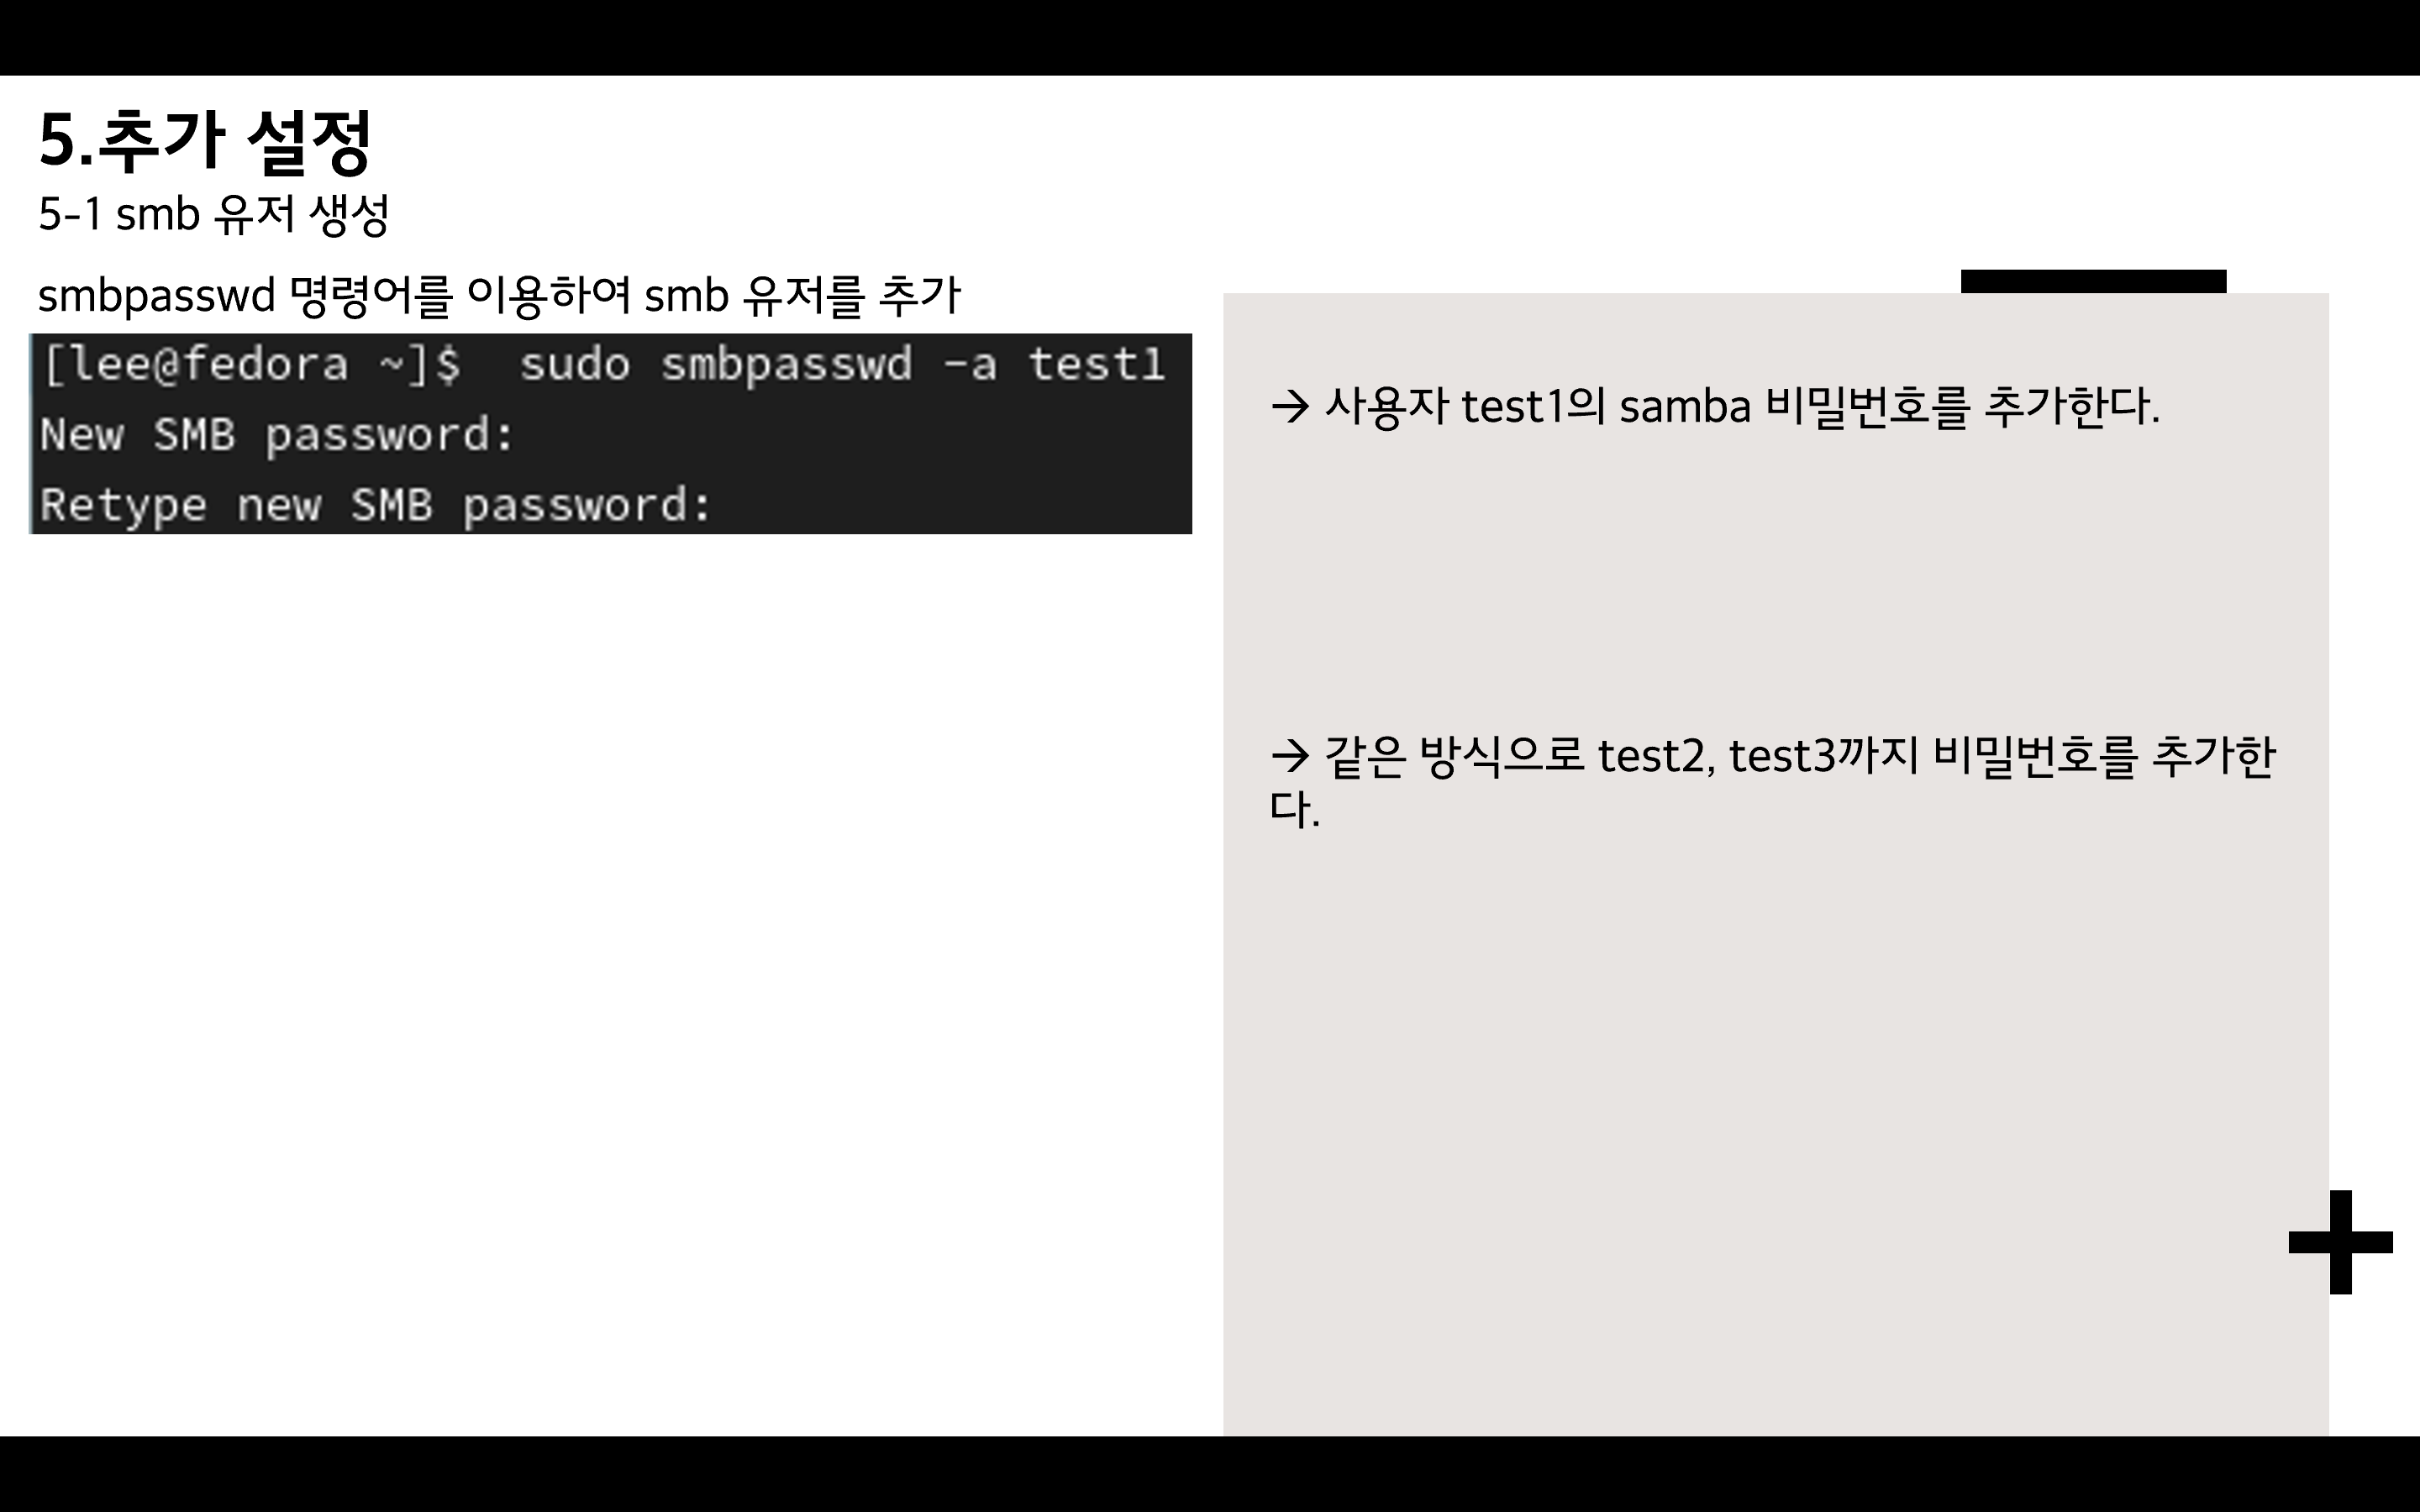 5.추가 설정
5-1 smb 유저 생성
smbpasswd 명령어를 이용하여 smb 유저를 추가
[lee@fedora ~]$  sudo smbpasswd -a test1
New SMB password:
Retype new SMB password:
→ 사용자 test1의 samba 비밀번호를 추가한다.
→ 같은 방식으로 test2, test3까지 비밀번호를 추가한
다.